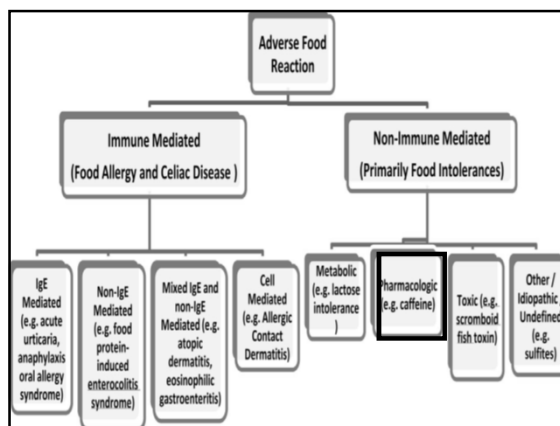 Adverse Food
Reaction
Immune Mediated
(Food Allergy and Celiac Disease )
Non-Immune Mediated
(Primarily Food Intolerances)
IgE
Mediated
(e.g. acute
urticaria,
anaphylaxis
oral allergy
syndrome)
Non-IgE
Mediated
(e.g. food
protein-
induced
enterocolitis
syndrome)
Mixed IgE and
non-IgE
Mediated (e.g.
atopic
dermatitis,
eosinophilic
gastroenteritis)
Cell
Mediated
(e.g. Allergic
Contact
Dermatitis)
Metabolic
(e.g. lactose
intolerance
)
Pharmacologic
(e.g. caffeine)
Toxic (e.g.
scromboid
fish toxin)
Other /
Idiopathic /
Undefined
(e.g.
sulfites)